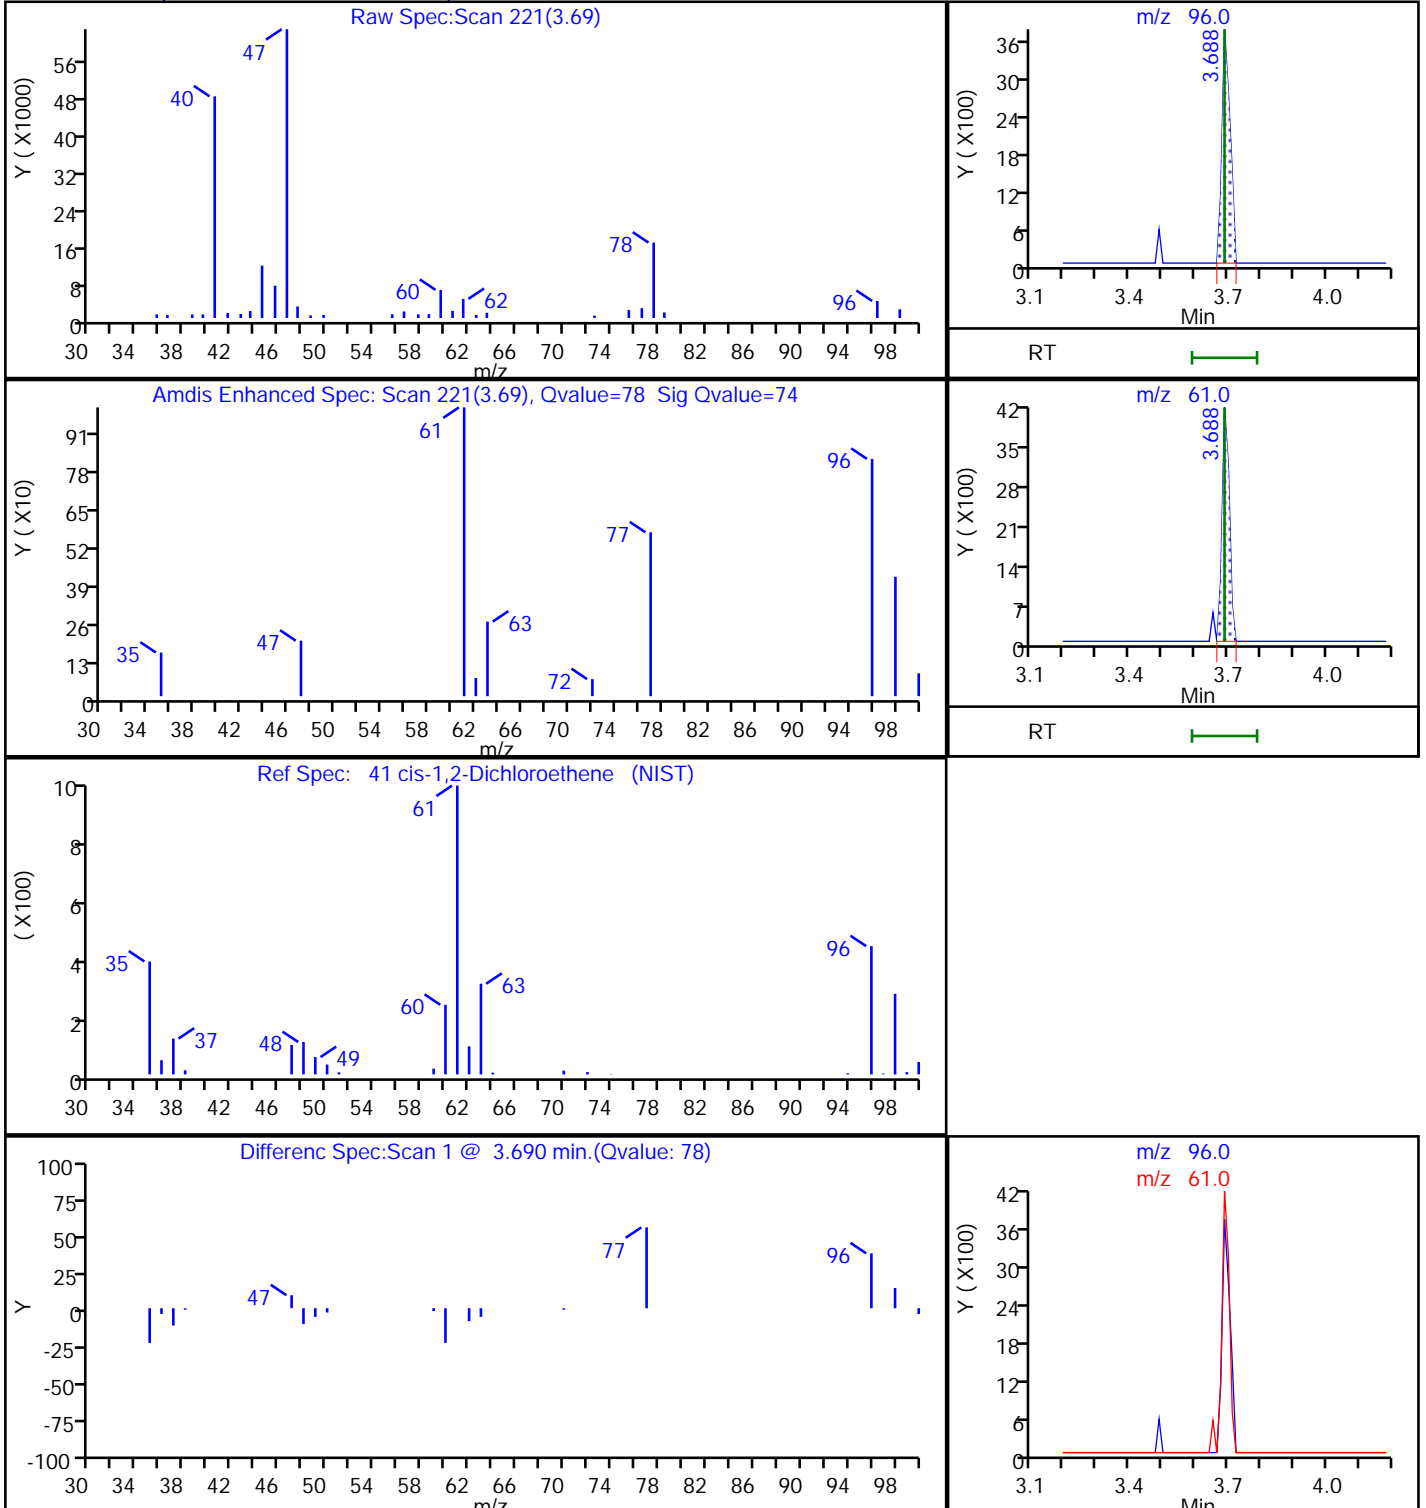 Raw Spec:Scan 221(3.69)
Y ( X1000)
56
48
40
32
24
16
8
0
47
40
78
60
62
96
30 34 38 42 46 50 54 58 62 66 70 74 78 82 86 90 94 98
m/z
m/z 96.0
Y ( X100)
36
30
24
18
12
6
0
3.688
3.1 3.4 3.7 4.0
Min
RT
Amdis Enhanced Spec: Scan 221(3.69), Qvalue=78 Sig Qvalue=74
Y ( X10)
91
78
65
52
39
26
13
0
61
96
77
63
47
35
72
30 34 38 42 46 50 54 58 62 66 70 74 78 82 86 90 94 98
m/z
m/z 61.0
Y ( X100)
42
35
28
21
14
7
0
3.688
3.1 3.4 3.7 4.0
Min
RT
Ref Spec: 41 cis-1,2-Dichloroethene (NIST)
( X100)
10
8
6
4
2
0
61
35
96
63
60
37
48
49
30 34 38 42 46 50 54 58 62 66 70 74 78 82 86 90 94 98
Differenc Spec:Scan 1 @ 3.690 min.(Qvalue: 78)
Y
100
75
50
25
0
-25
-50
-75
-100
77
96
47
30 34 38 42 46 50 54 58 62 66 70 74 78 82 86 90 94 98
m/z
m/z 96.0
m/z 61.0
Y ( X100)
42
36
30
24
18
12
6
0
3.1 3.4 3.7 4.0
Min